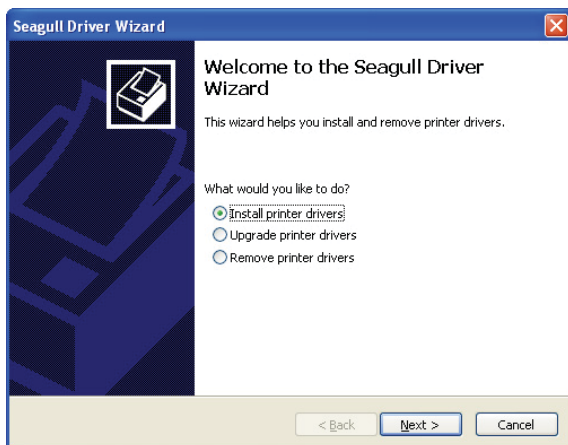 Seagull Driver Wizard
Welcome to the Seagull Driver
Wizard
This wizard helps you install and remove printer drivers.
What would you like to do?
Install printer drivers
Upgrade printer drivers
Remove printer drivers
< Back Next > Cancel